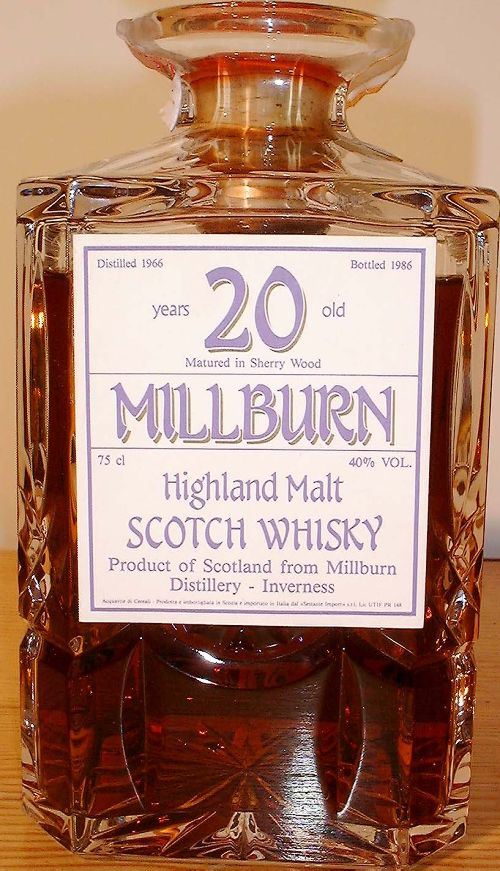 Distilled 1966 Bottled 1986
years 20 old
Matured in Sherry Wood
MILLBURN
75 cl 40% VOL.
Highland Malt
SCOTCH WHISKY
Product of Scotland from Millburn
Distillery - Inverness
Acquavite di Cereali - Prodotta e imbottigliata in Scozia e importato in Italia dal «Sestante Import» s.r.l. Lic UTIF PR 148